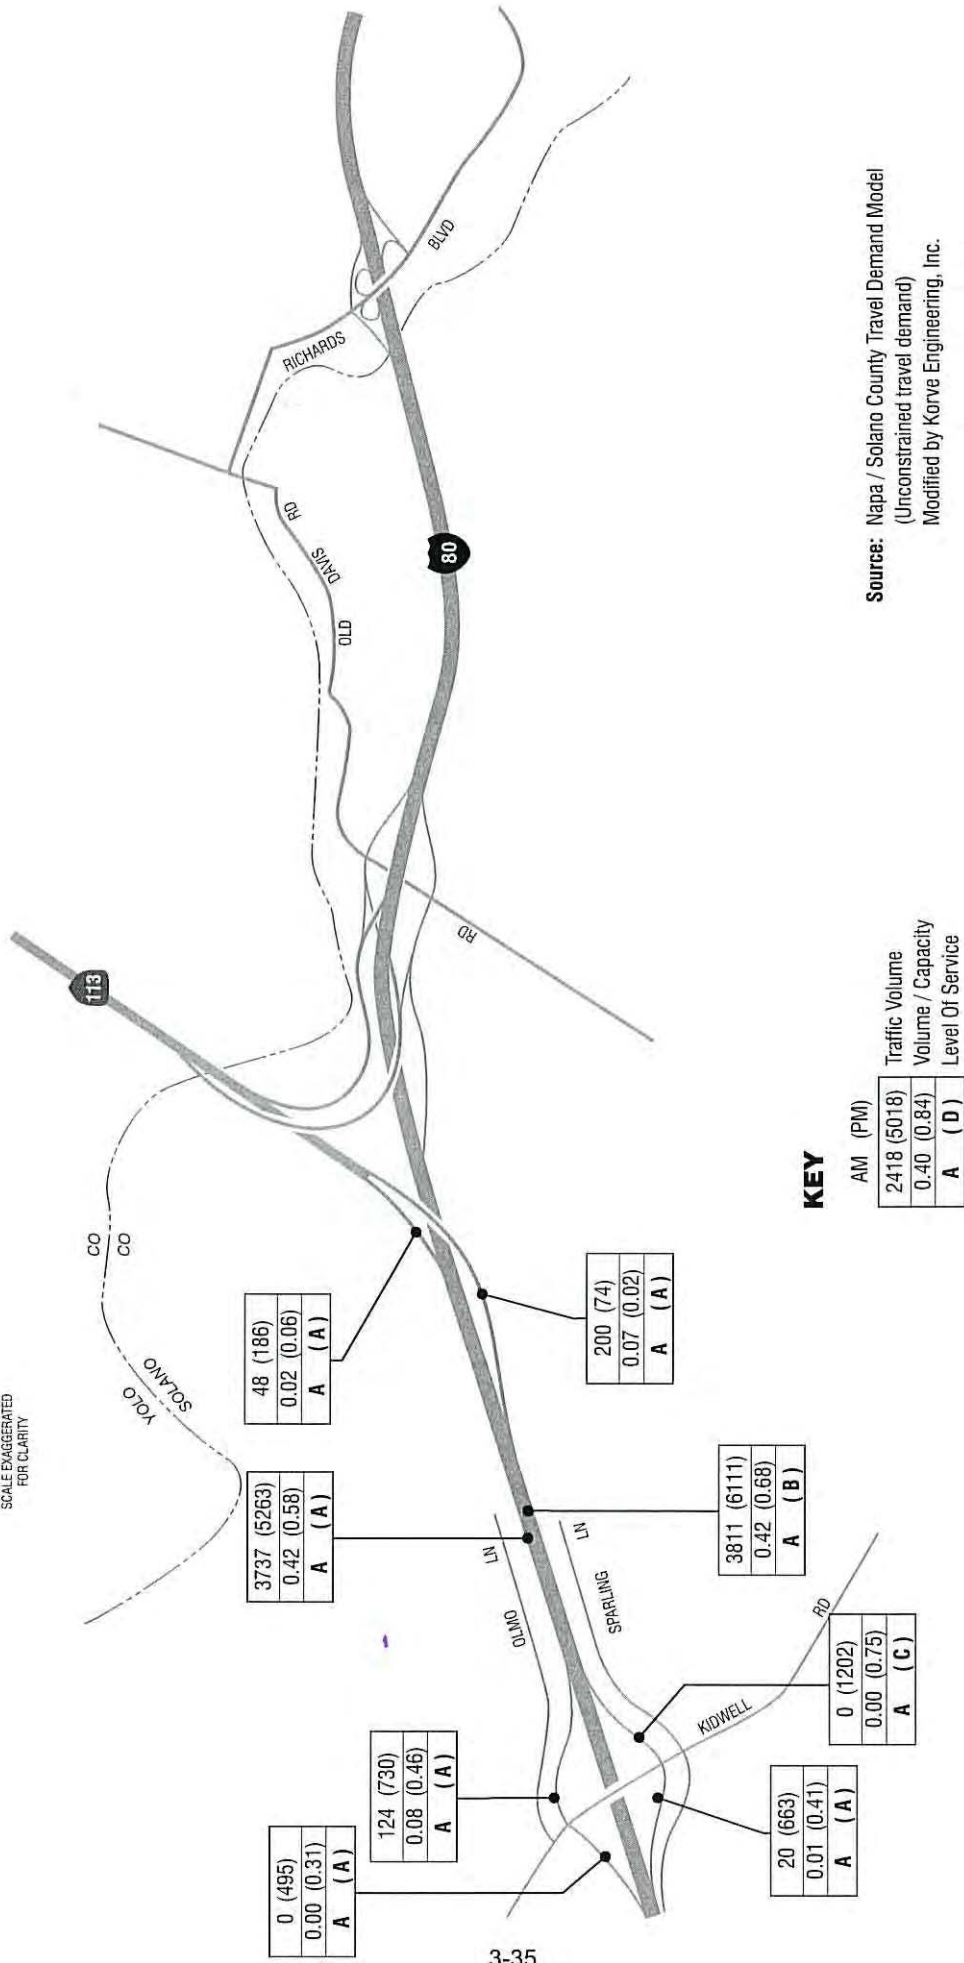 SCALE EXAGGERATED
FOR CLARITY
YOLO CO
SOLANO CO
113
80
RICHARDS BLVD
OLD DAVIS RD
RD
OLMO LN
SPARLING LN
KIDWELL RD
0 (495)
0.00 (0.31)
A (A)
124 (730)
0.08 (0.46)
A (A)
3737 (5263)
0.42 (0.58)
A (A)
48 (186)
0.02 (0.06)
A (A)
20 (663)
0.01 (0.41)
A (A)
0 (1202)
0.00 (0.75)
A (C)
3811 (6111)
0.42 (0.68)
A (B)
200 (74)
0.07 (0.02)
A (A)
KEY
AM (PM)
2418 (5018) Traffic Volume
0.40 (0.84) Volume / Capacity
A (D) Level Of Service
Source: Napa / Solano County Travel Demand Model
(Unconstrained travel demand)
Modified by Korve Engineering, Inc.
3-35